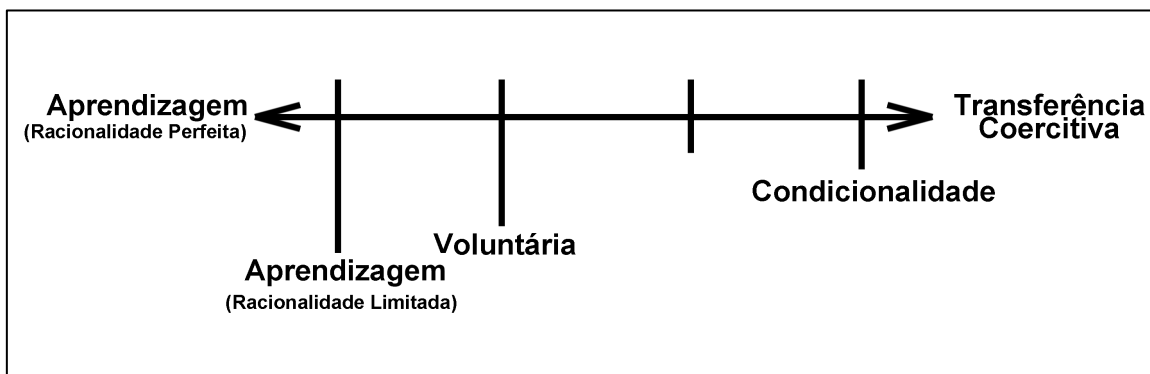 Aprendizagem
(Racionalidade Perfeita)
Transferência
Coercitiva
Condicionalidade
Voluntária
Aprendizagem
(Racionalidade Limitada)